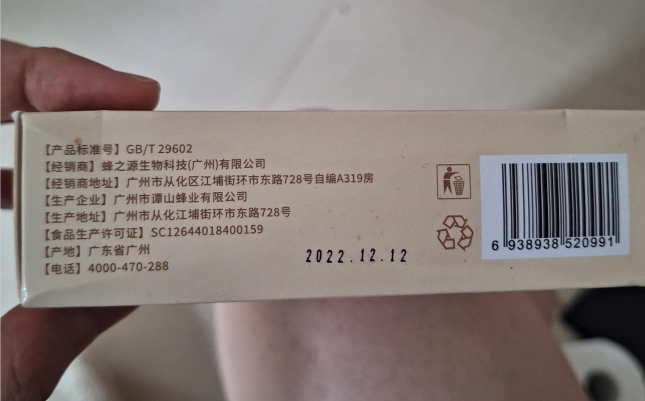 【产品标准号】GB/T 29602
【经销商】蜂之源生物科技(广州)有限公司
【经销商地址】广州市从化区江埔街环市东路728号自编A319房
【生产企业】广州市谭山蜂业有限公司
【生产地址】广州市从化江埔街环市东路728号
【食品生产许可证】SC12644018400159
【产地】广东省广州
【电话】4000-470-288
2022.12.12
6 938938 520991